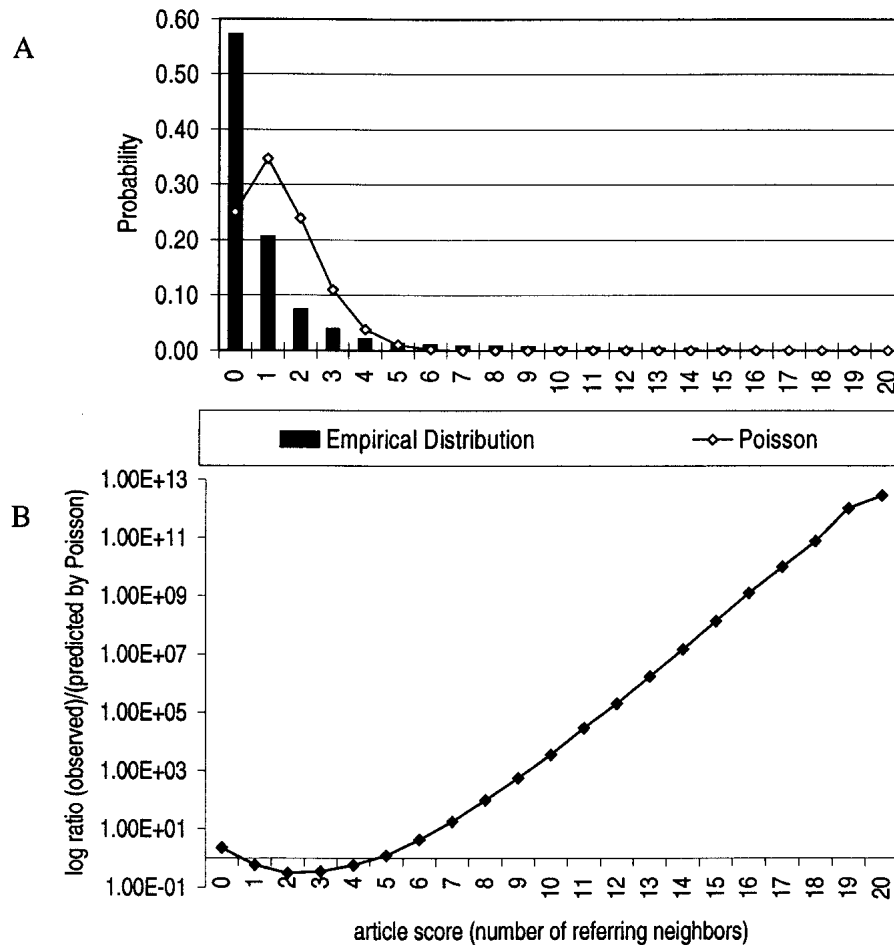 A
Probability
0.60
0.50
0.40
0.30
0.20
0.10
0.00
0 1 2 3 4 5 6 7 8 9 10 11 12 13 14 15 16 17 18 19 20
Empirical Distribution Poisson
B
log ratio (observed)/(predicted by Poisson)
1.00E+13
1.00E+11
1.00E+09
1.00E+07
1.00E+05
1.00E+03
1.00E+01
1.00E-01
0 1 2 3 4 5 6 7 8 9 10 11 12 13 14 15 16 17 18 19 20
article score (number of referring neighbors)